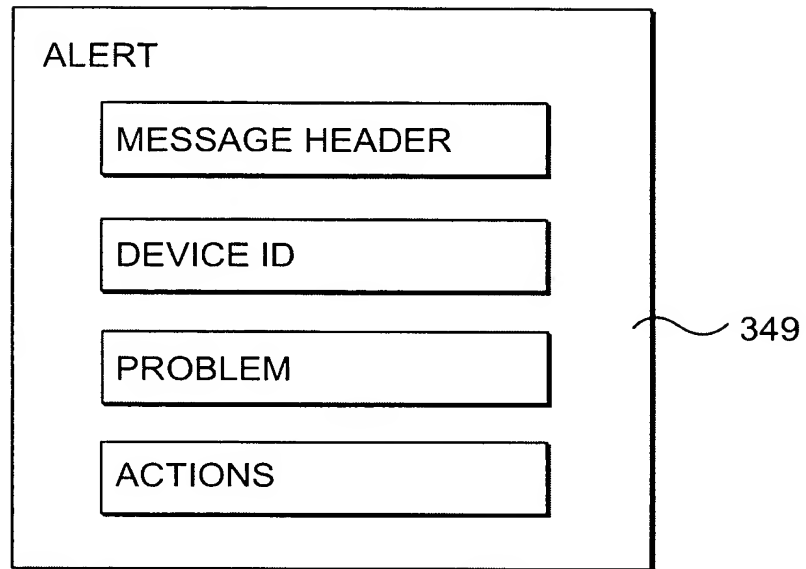 ALERT
MESSAGE HEADER
DEVICE ID
PROBLEM
349
ACTIONS